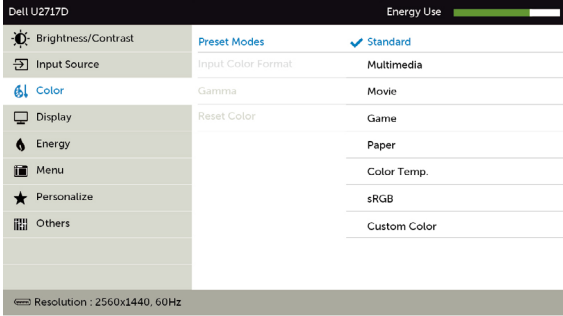 Dell U2717D
Energy Use
Brightness/Contrast
Input Source
Color
Display
Energy
Menu
Personalize
Others
Preset Modes
Input Color Format
Gamma
Reset Color
Standard
Multimedia
Movie
Game
Paper
Color Temp.
sRGB
Custom Color
Resolution : 2560x1440, 60Hz